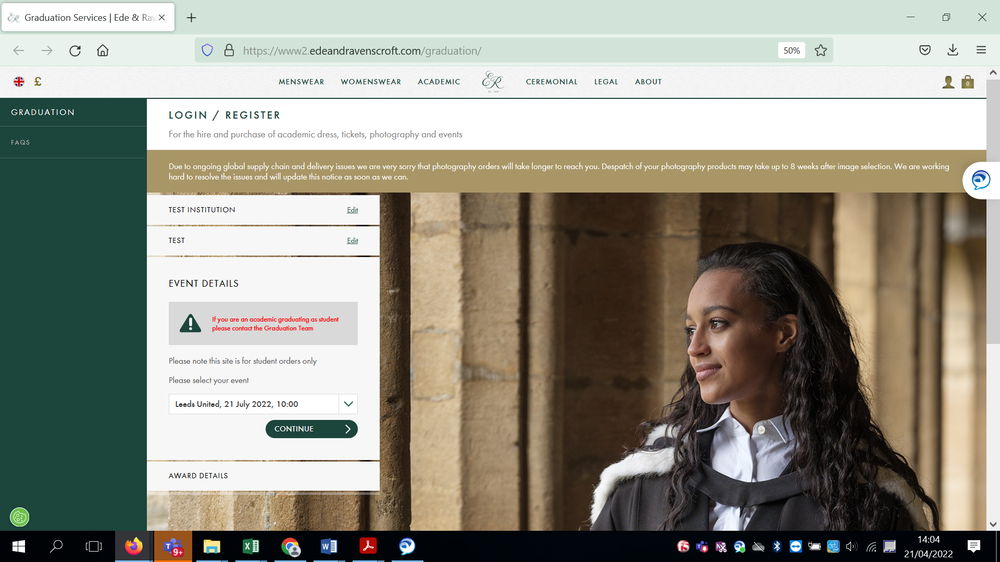 Graduation Services | Ede & Rav
https://www2.edeandravenscroft.com/graduation/
50%
£
MENSWEAR
WOMENSWEAR
ACADEMIC
ER
CEREMONIAL
LEGAL
ABOUT
0
GRADUATION
FAQS
LOGIN / REGISTER
For the hire and purchase of academic dress, tickets, photography and events
Due to ongoing global supply chain and delivery issues we are very sorry that photography orders will take longer to reach you. Despatch of your photography products may take up to 8 weeks after image selection. We are working
hard to resolve the issues and will update this notice as soon as we can.
TEST INSTITUTION
Edit
TEST
Edit
EVENT DETAILS
If you are an academic graduating as student
please contact the Graduation Team
Please note this site is for student orders only
Please select your event
Leeds United, 21 July 2022, 10:00
CONTINUE
AWARD DETAILS
9+
14:04
21/04/2022